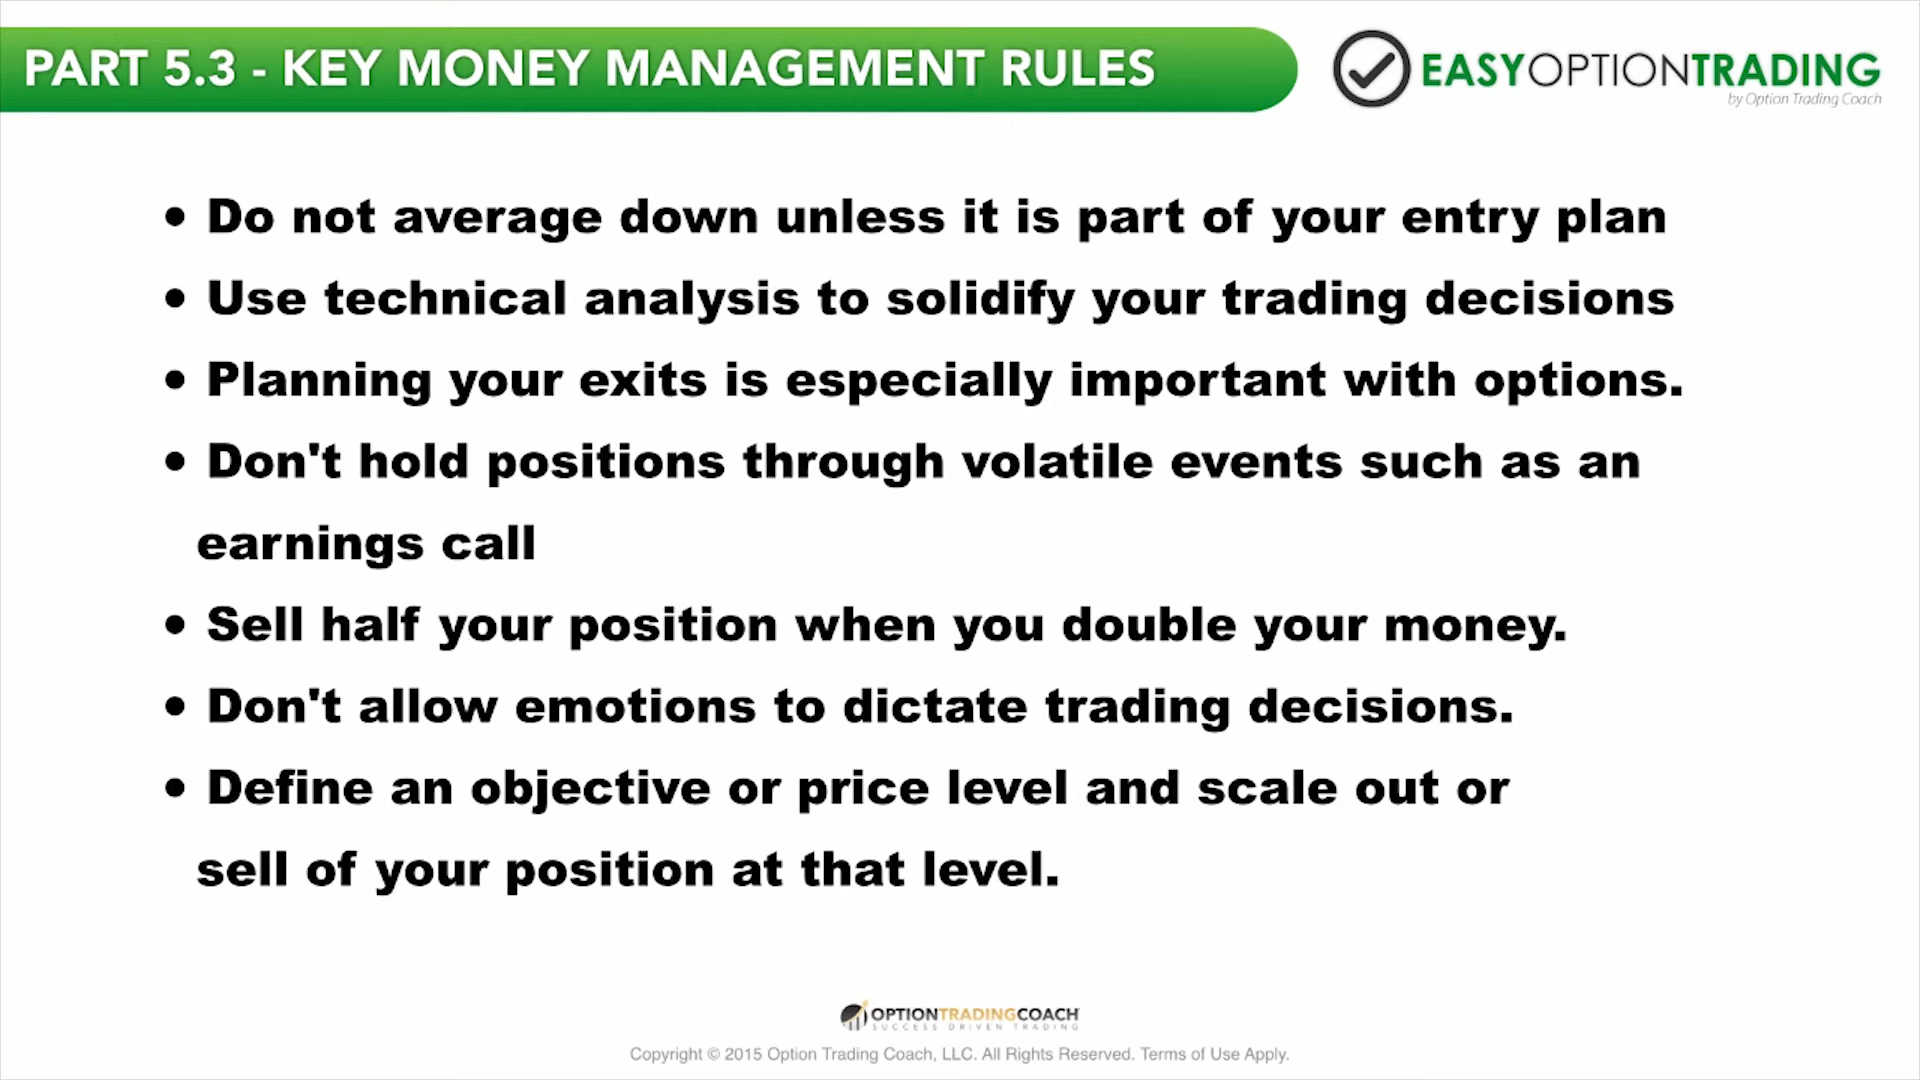 PART 5.3 - KEY MONEY MANAGEMENT RULES
EASYOPTIONTRADING
by Option Trading Coach
• Do not average down unless it is part of your entry plan
• Use technical analysis to solidify your trading decisions
• Planning your exits is especially important with options.
• Don't hold positions through volatile events such as an
earnings call
• Sell half your position when you double your money.
• Don't allow emotions to dictate trading decisions.
• Define an objective or price level and scale out or
sell of your position at that level.
OPTIONTRADINGCOACH
SUCCESS DRIVEN TRADING
Copyright © 2015 Option Trading Coach, LLC. All Rights Reserved. Terms of Use Apply.